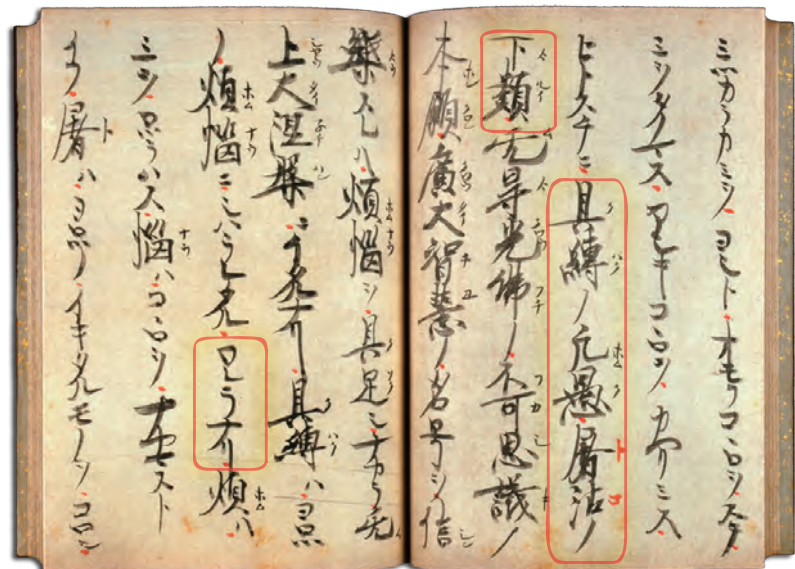 ミツカラカミヲヨシトオモフコヽロヲステ
ミヲタノマスアシキコヽロヲカヘリミス
ヒトスチニ具縛ノ凡愚屠沽ノ
下類无㝵光佛ノ不可思議ノ
本願廣大智慧ノ名号ヲ信
樂スレハ煩悩ヲ具足シナカラ无
上大涅槃ニイタルナリ具縛ハヨロツ
ノ煩悩ニシハラレタルワレラナリ煩ハ
ミヲワツラハス悩ハコヽロヲナヤマスト
イフ屠ハヨロツノイキタルモノヲコロシ